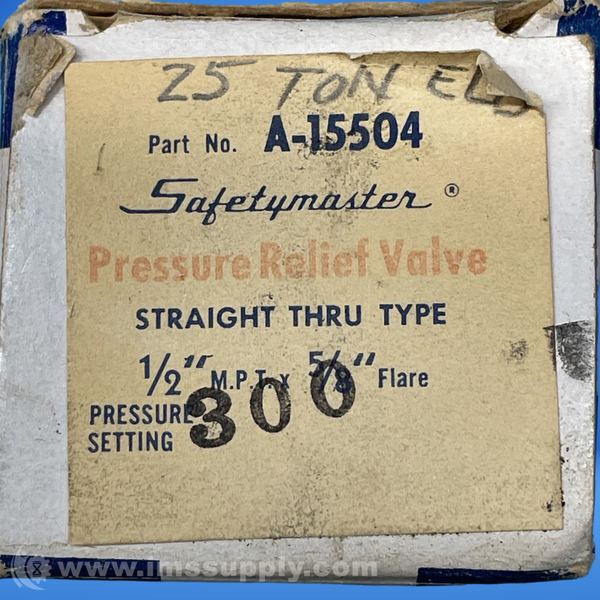 25 TON
Part No. A-15504
Safetymaster ®
Pressure Relief Valve
STRAIGHT THRU TYPE
1/2" M.P.T. x 5/8" Flare
PRESSURE
SETTING 300
www.imssupply.com